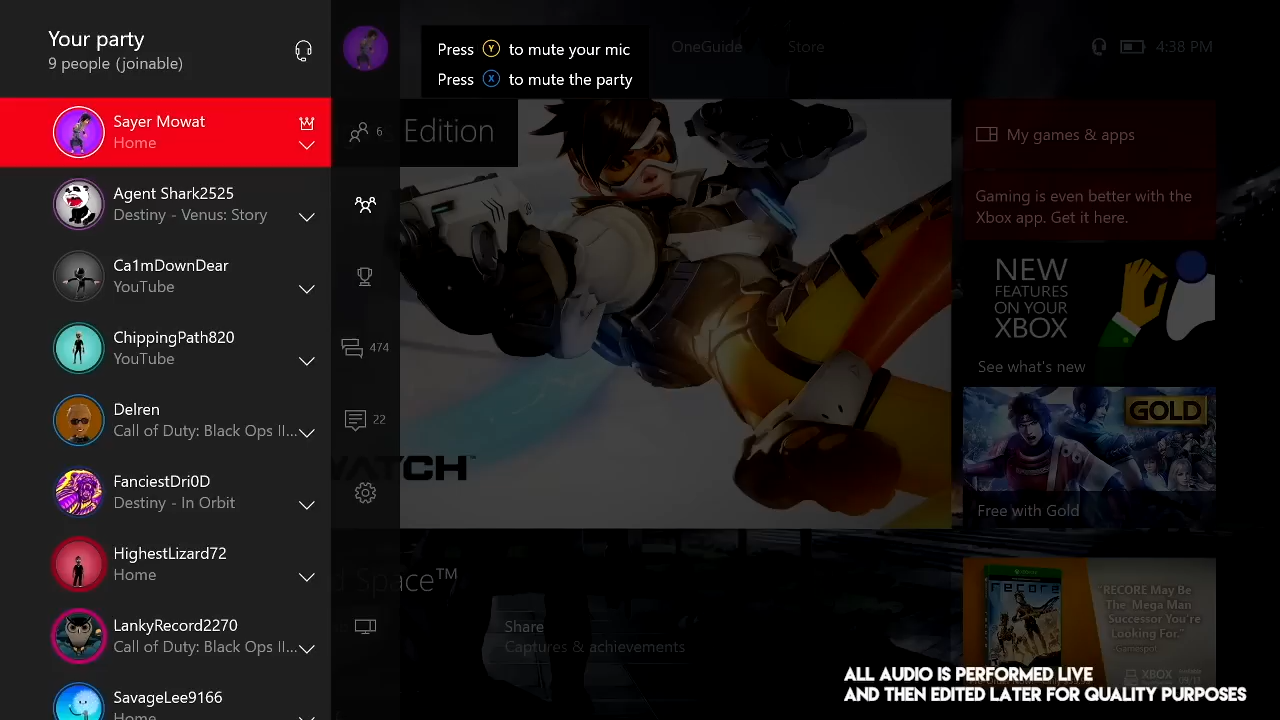 Your party
9 people (joinable)
Sayer Mowat
Home
Agent Shark2525
Destiny - Venus: Story
Ca1mDownDear
YouTube
ChippingPath820
YouTube
Delren
Call of Duty: Black Ops II...
FanciestDri0D
Destiny - In Orbit
HighestLizard72
Home
LankyRecord2270
Call of Duty: Black Ops II...
SavageLee9166
Home
6
474
22
Press Y to mute your mic
Press X to mute the party
OneGuide
Store
4:38 PM
Edition
WATCH™
d Space™
Share
Captures & achievements
My games & apps
Gaming is even better with the
Xbox app. Get it here.
NEW
FEATURES
ON YOUR
XBOX
See what's new
GOLD
Free with Gold
recore
"RECORE May Be
The Mega Man
Successor You're
Looking For."
Gamespot
XBOX
ALL AUDIO IS PERFORMED LIVE
AND THEN EDITED LATER FOR QUALITY PURPOSES